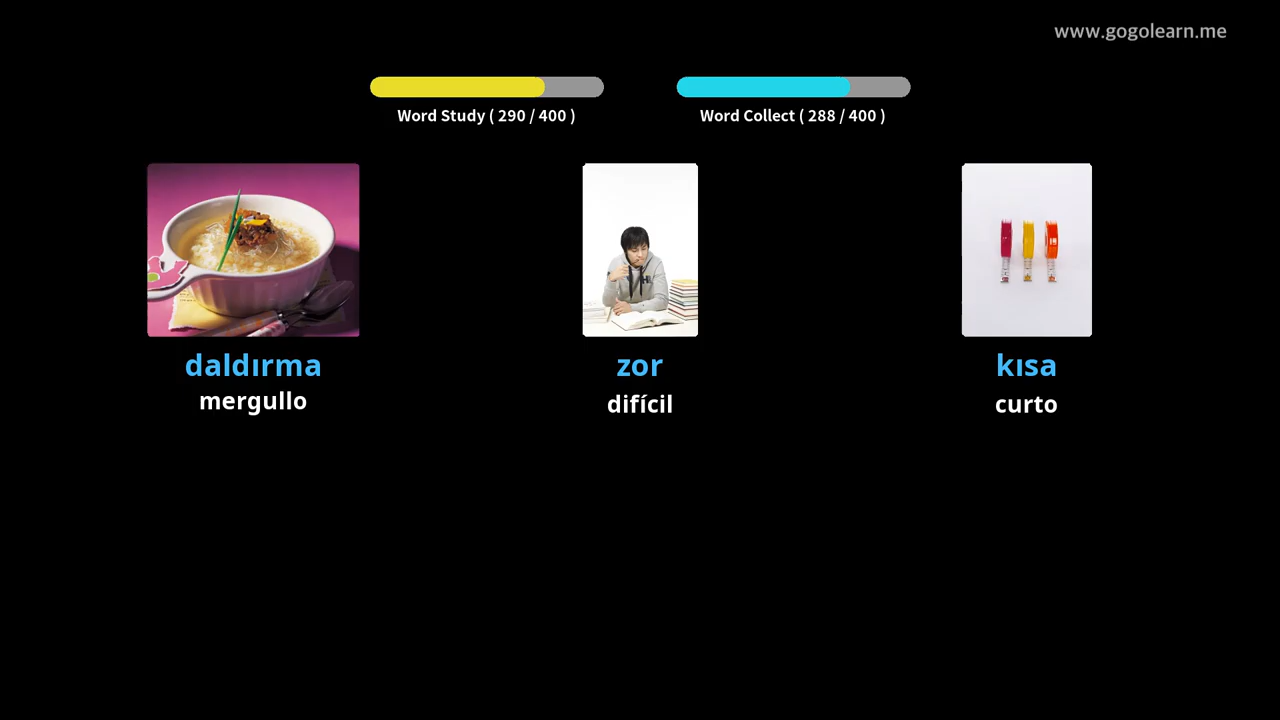 www.gogolearn.me
Word Study ( 290 / 400 )
Word Collect ( 288 / 400 )
daldırma
zor
kısa
mergullo
difícil
curto